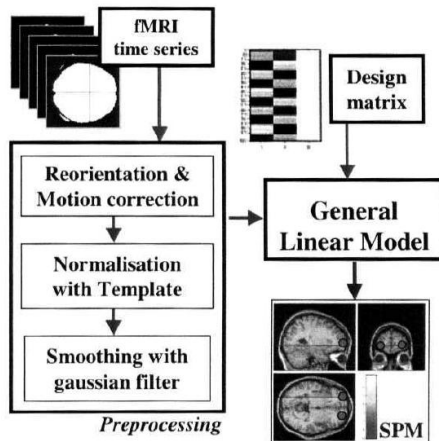 fMRI
time series
Design
matrix
Reorientation &
Motion correction
General
Linear Model
Normalisation
with Template
Smoothing with
gaussian filter
Preprocessing
SPM